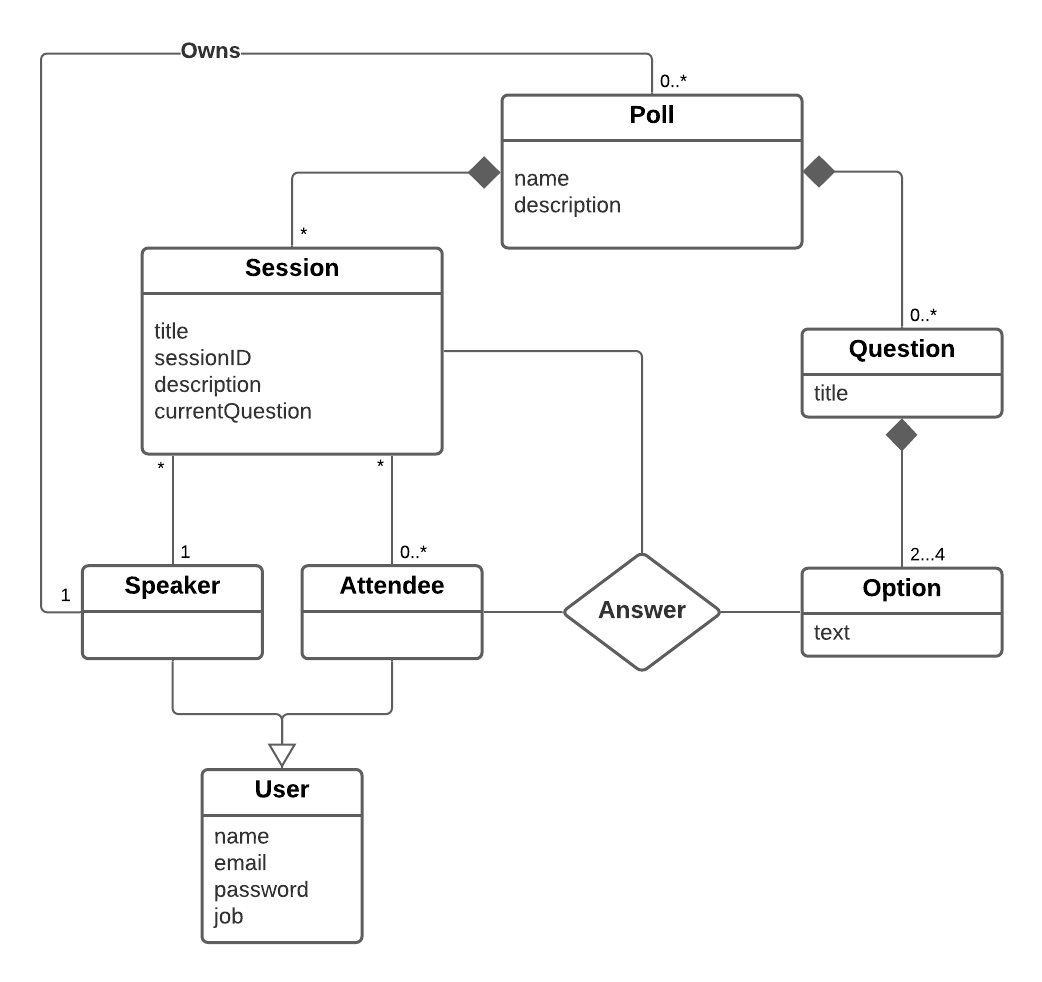 Owns
0..*
Poll
name
description
*
Session
title
sessionID
description
currentQuestion
0..*
Question
title
*
*
1
0..*
2...4
1
Speaker
Attendee
Answer
Option
text
User
name
email
password
job